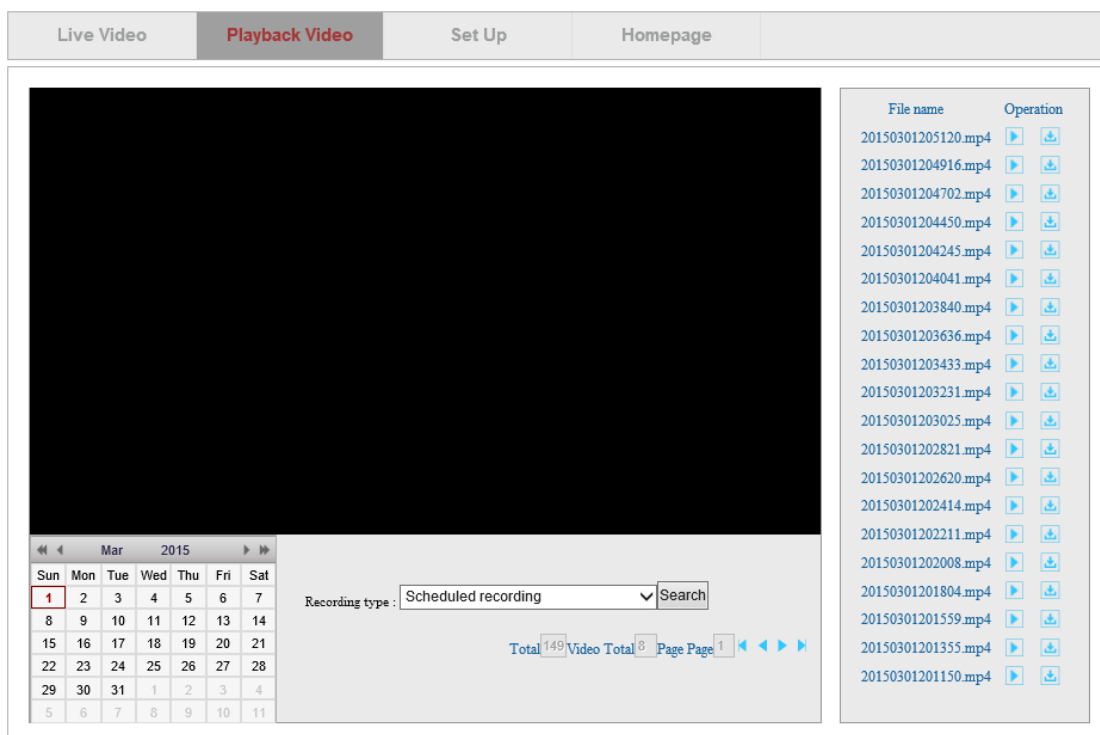 Live Video Playback Video Set Up Homepage
File name Operation
20150301205120.mp4
20150301204916.mp4
20150301204702.mp4
20150301204450.mp4
20150301204245.mp4
20150301204041.mp4
20150301203840.mp4
20150301203636.mp4
20150301203433.mp4
20150301203231.mp4
20150301203025.mp4
20150301202821.mp4
20150301202620.mp4
20150301202414.mp4
20150301202211.mp4
20150301202008.mp4
20150301201804.mp4
20150301201559.mp4
20150301201355.mp4
20150301201150.mp4
Mar 2015
Sun Mon Tue Wed Thu Fri Sat
1 2 3 4 5 6 7
8 9 10 11 12 13 14
15 16 17 18 19 20 21
22 23 24 25 26 27 28
29 30 31 1 2 3 4
5 6 7 8 9 10 11
Recording type : Scheduled recording Search
Total 149 Video Total 8 Page Page 1